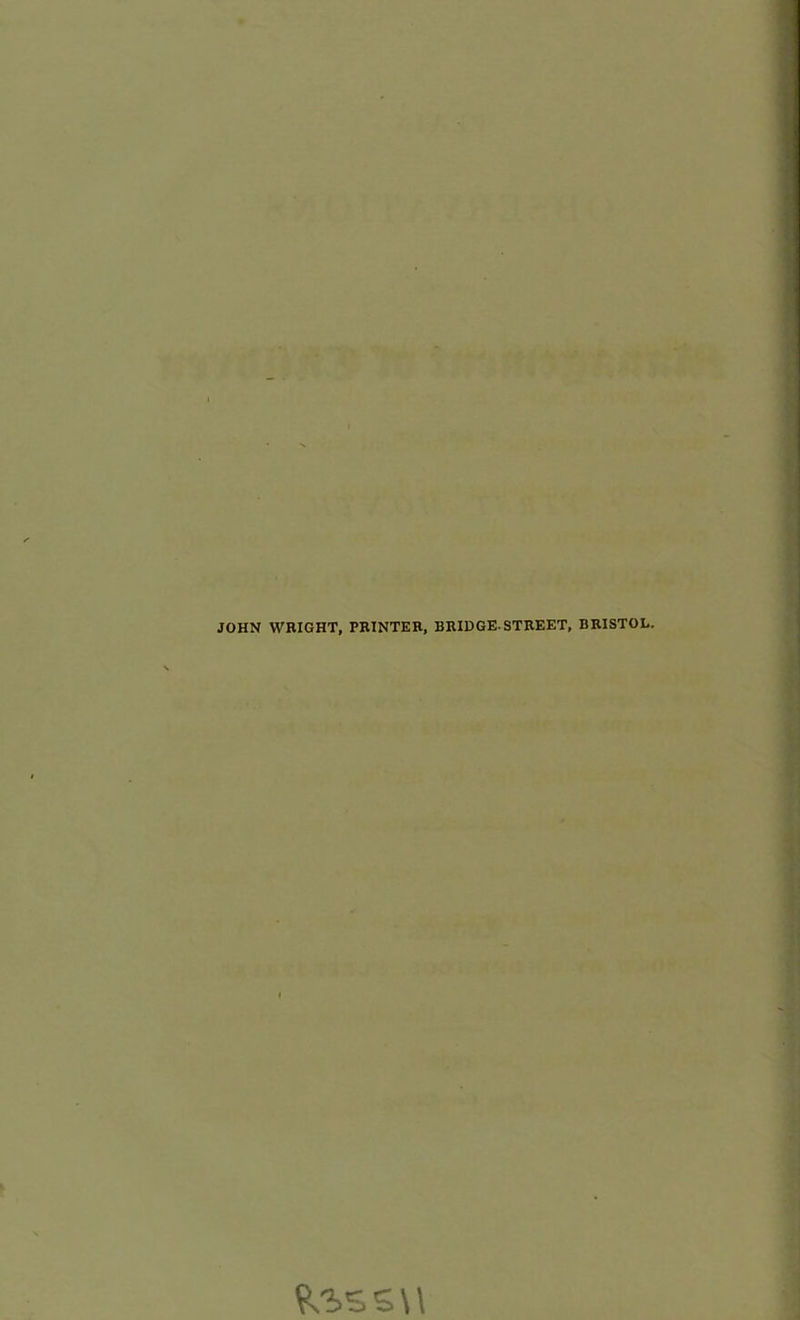 JOHN WRIGHT, PRINTER, BRIDGE-STREET, BRISTOL.
R35511